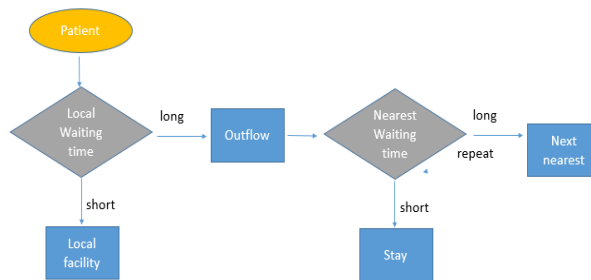 Patient
Local
Waiting
time
long
Outflow
Nearest
Waiting
time
long
repeat
Next
nearest
short
Local
facility
short
Stay